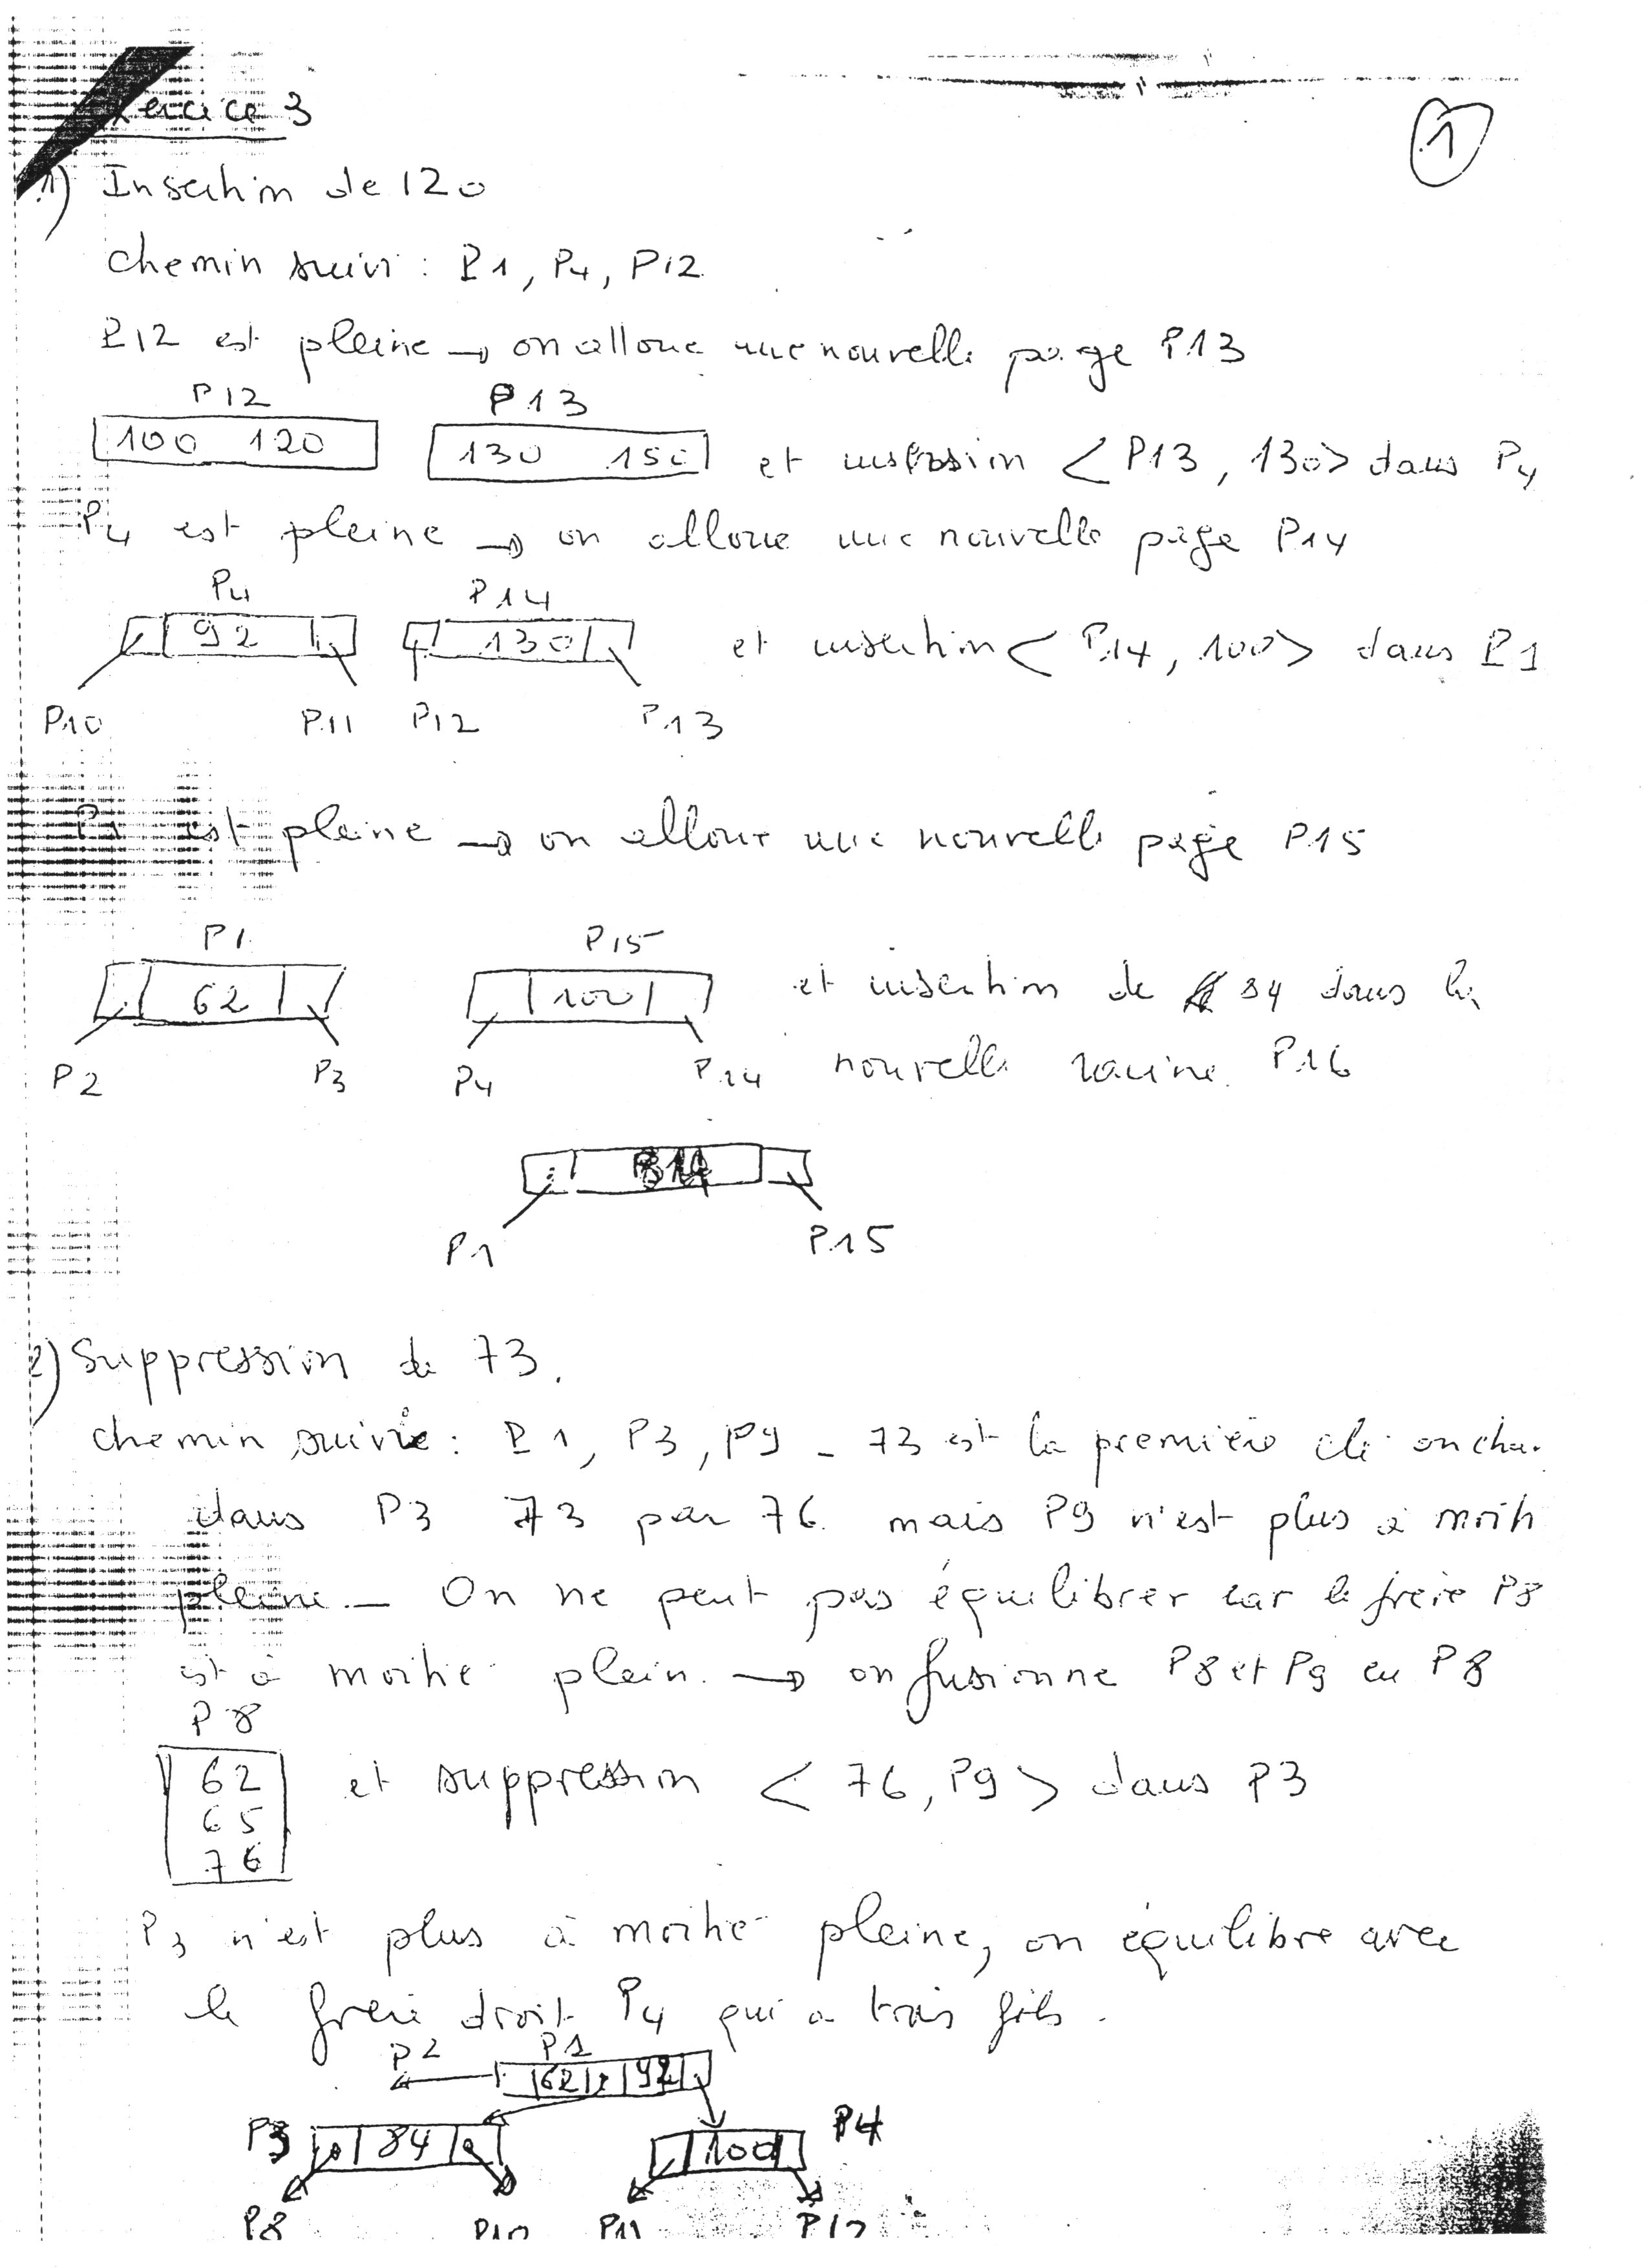 Exercice 3
1
1) Insertion de 120
chemin suivi : P1, P4, P12
P12 est pleine → on alloue une nouvelle page P13
P12 P13
100 120 130 150 et insertion < P13, 130> dans P4
P4 est pleine → on alloue une nouvelle page P14
P4 P14
92 130 et insertion < P14, 100> dans P1
P10 P11 P12 P13
P1 est pleine → on alloue une nouvelle page P15
P1 P15
62 100 et insertion de 84 dans la
P2 P3 P4 P14 nouvelle racine P16
P1 P15
2) Suppression de 73.
chemin suivie : P1, P3, P9 - 73 est la première clé on chan
dans P3 73 par 76 mais P9 n'est plus à moiti
pleine - On ne peut pas équilibrer car le frère P8
est à moitié plein. → on fusionne P8 et P9 en P8
P8
62 et suppression < 76, P9 > dans P3
65
76
P3 n'est plus à moitié pleine, on équilibre avec
le frère droit P4 qui a trois fils.
P2 P1
62 92
P3 84 100 P4
P8 P10 P11 P12